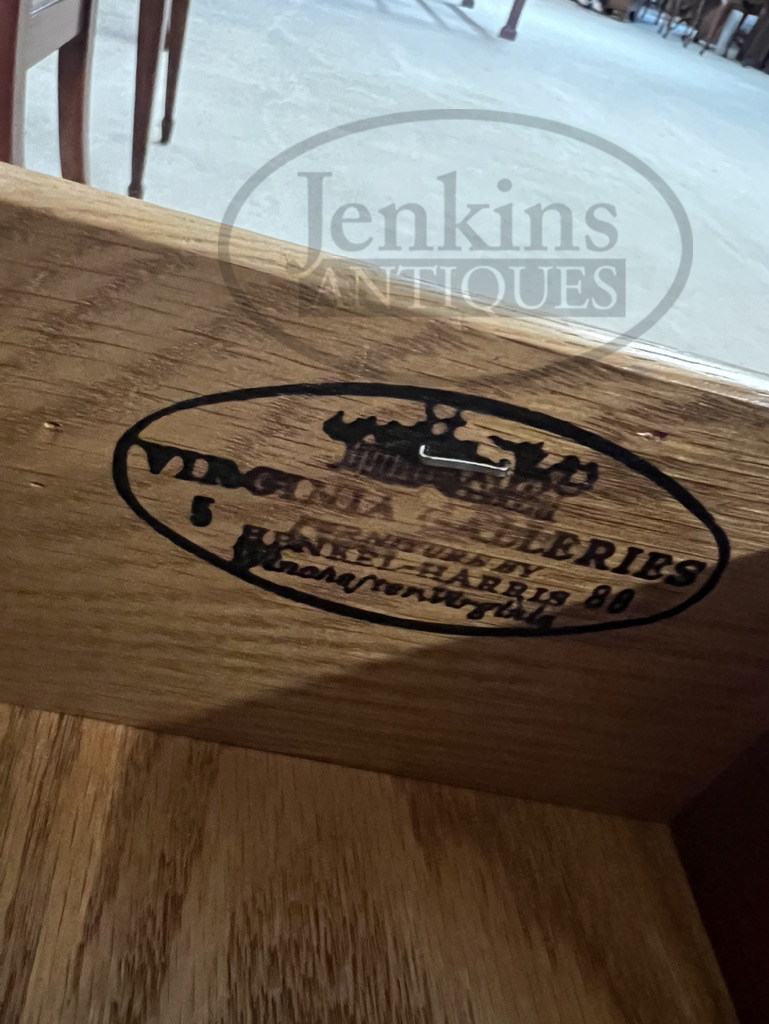 Jenkins
ANTIQUES
VIRGINIA GALLERIES
5 FURNITURE BY 88
HENKEL-HARRIS
Winchester Virginia